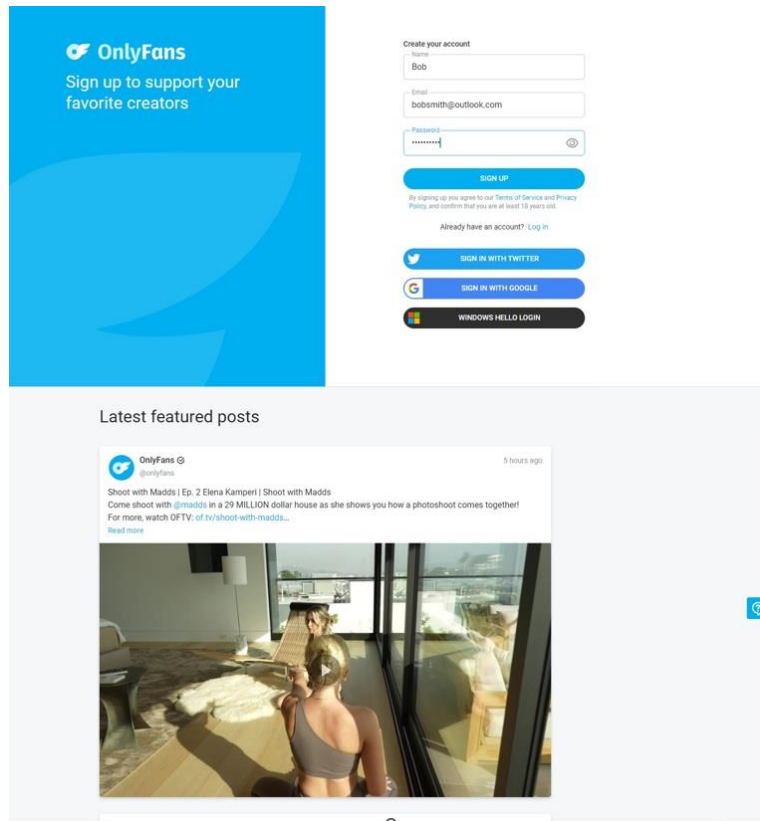 OnlyFans
Sign up to support your
favorite creators
Create your account
Name
Bob
Email
bobsmith@outlook.com
Password
SIGN UP
By signing up you agree to our Terms of Service and Privacy
Policy, and confirm that you are at least 18 years old.
Already have an account? Log in
SIGN IN WITH TWITTER
SIGN IN WITH GOOGLE
WINDOWS HELLO LOGIN
Latest featured posts
OnlyFans
5 hours ago
@onlyfans
Shoot with Madds | Ep. 2 Elena Kamperi | Shoot with Madds
Come shoot with @madds in a 29 MILLION dollar house as she shows you how a photoshoot comes together!
For more, watch OFTV: of.tv/shoot-with-madds...
Read more